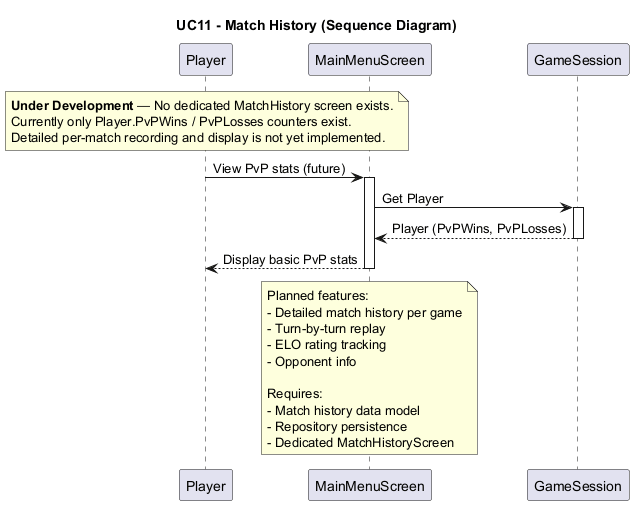 UC11 - Match History (Sequence Diagram)
Player
MainMenuScreen
GameSession
Under Development — No dedicated MatchHistory screen exists.
Currently only Player.PvPWins / PvPLosses counters exist.
Detailed per-match recording and display is not yet implemented.
View PvP stats (future)
Get Player
Player (PvPWins, PvPLosses)
Display basic PvP stats
Planned features:
- Detailed match history per game
- Turn-by-turn replay
- ELO rating tracking
- Opponent info
Requires:
- Match history data model
- Repository persistence
- Dedicated MatchHistoryScreen
Player
MainMenuScreen
GameSession